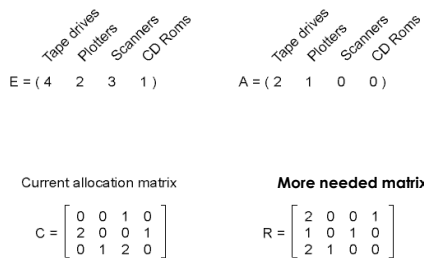 Tape drives Plotters Scanners CD Roms
E = ( 4 2 3 1 )
Tape drives Plotters Scanners CD Roms
A = ( 2 1 0 0 )
Current allocation matrix
C = [ 0 0 1 0
2 0 0 1
0 1 2 0 ]
More needed matrix
R = [ 2 0 0 1
1 0 1 0
2 1 0 0 ]